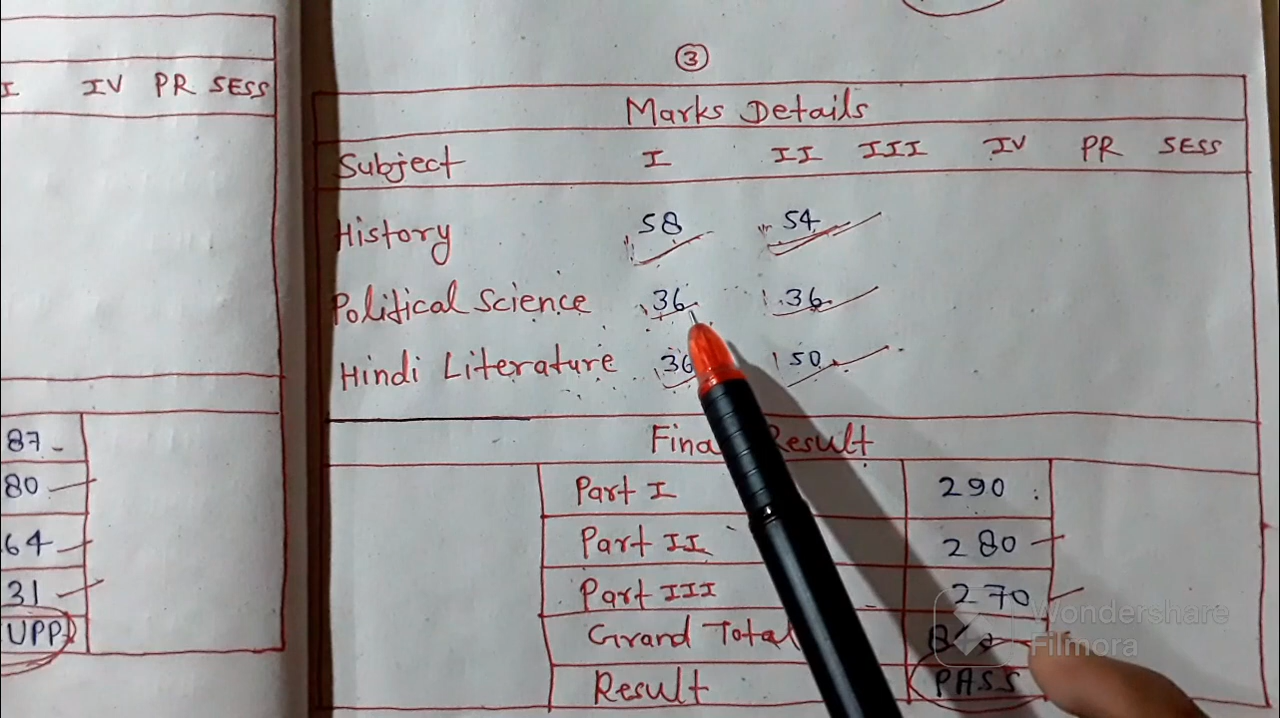 I IV PR SESS
87
80
64
31
UPP
3
Marks Details
Subject I II III IV PR SESS
History 58 54
Political Science 36 36
Hindi Literature 36 50
Final Result
Part I 290
Part II 280
Part III 270
Grand Total
Result PASS
Wondershare
Filmora